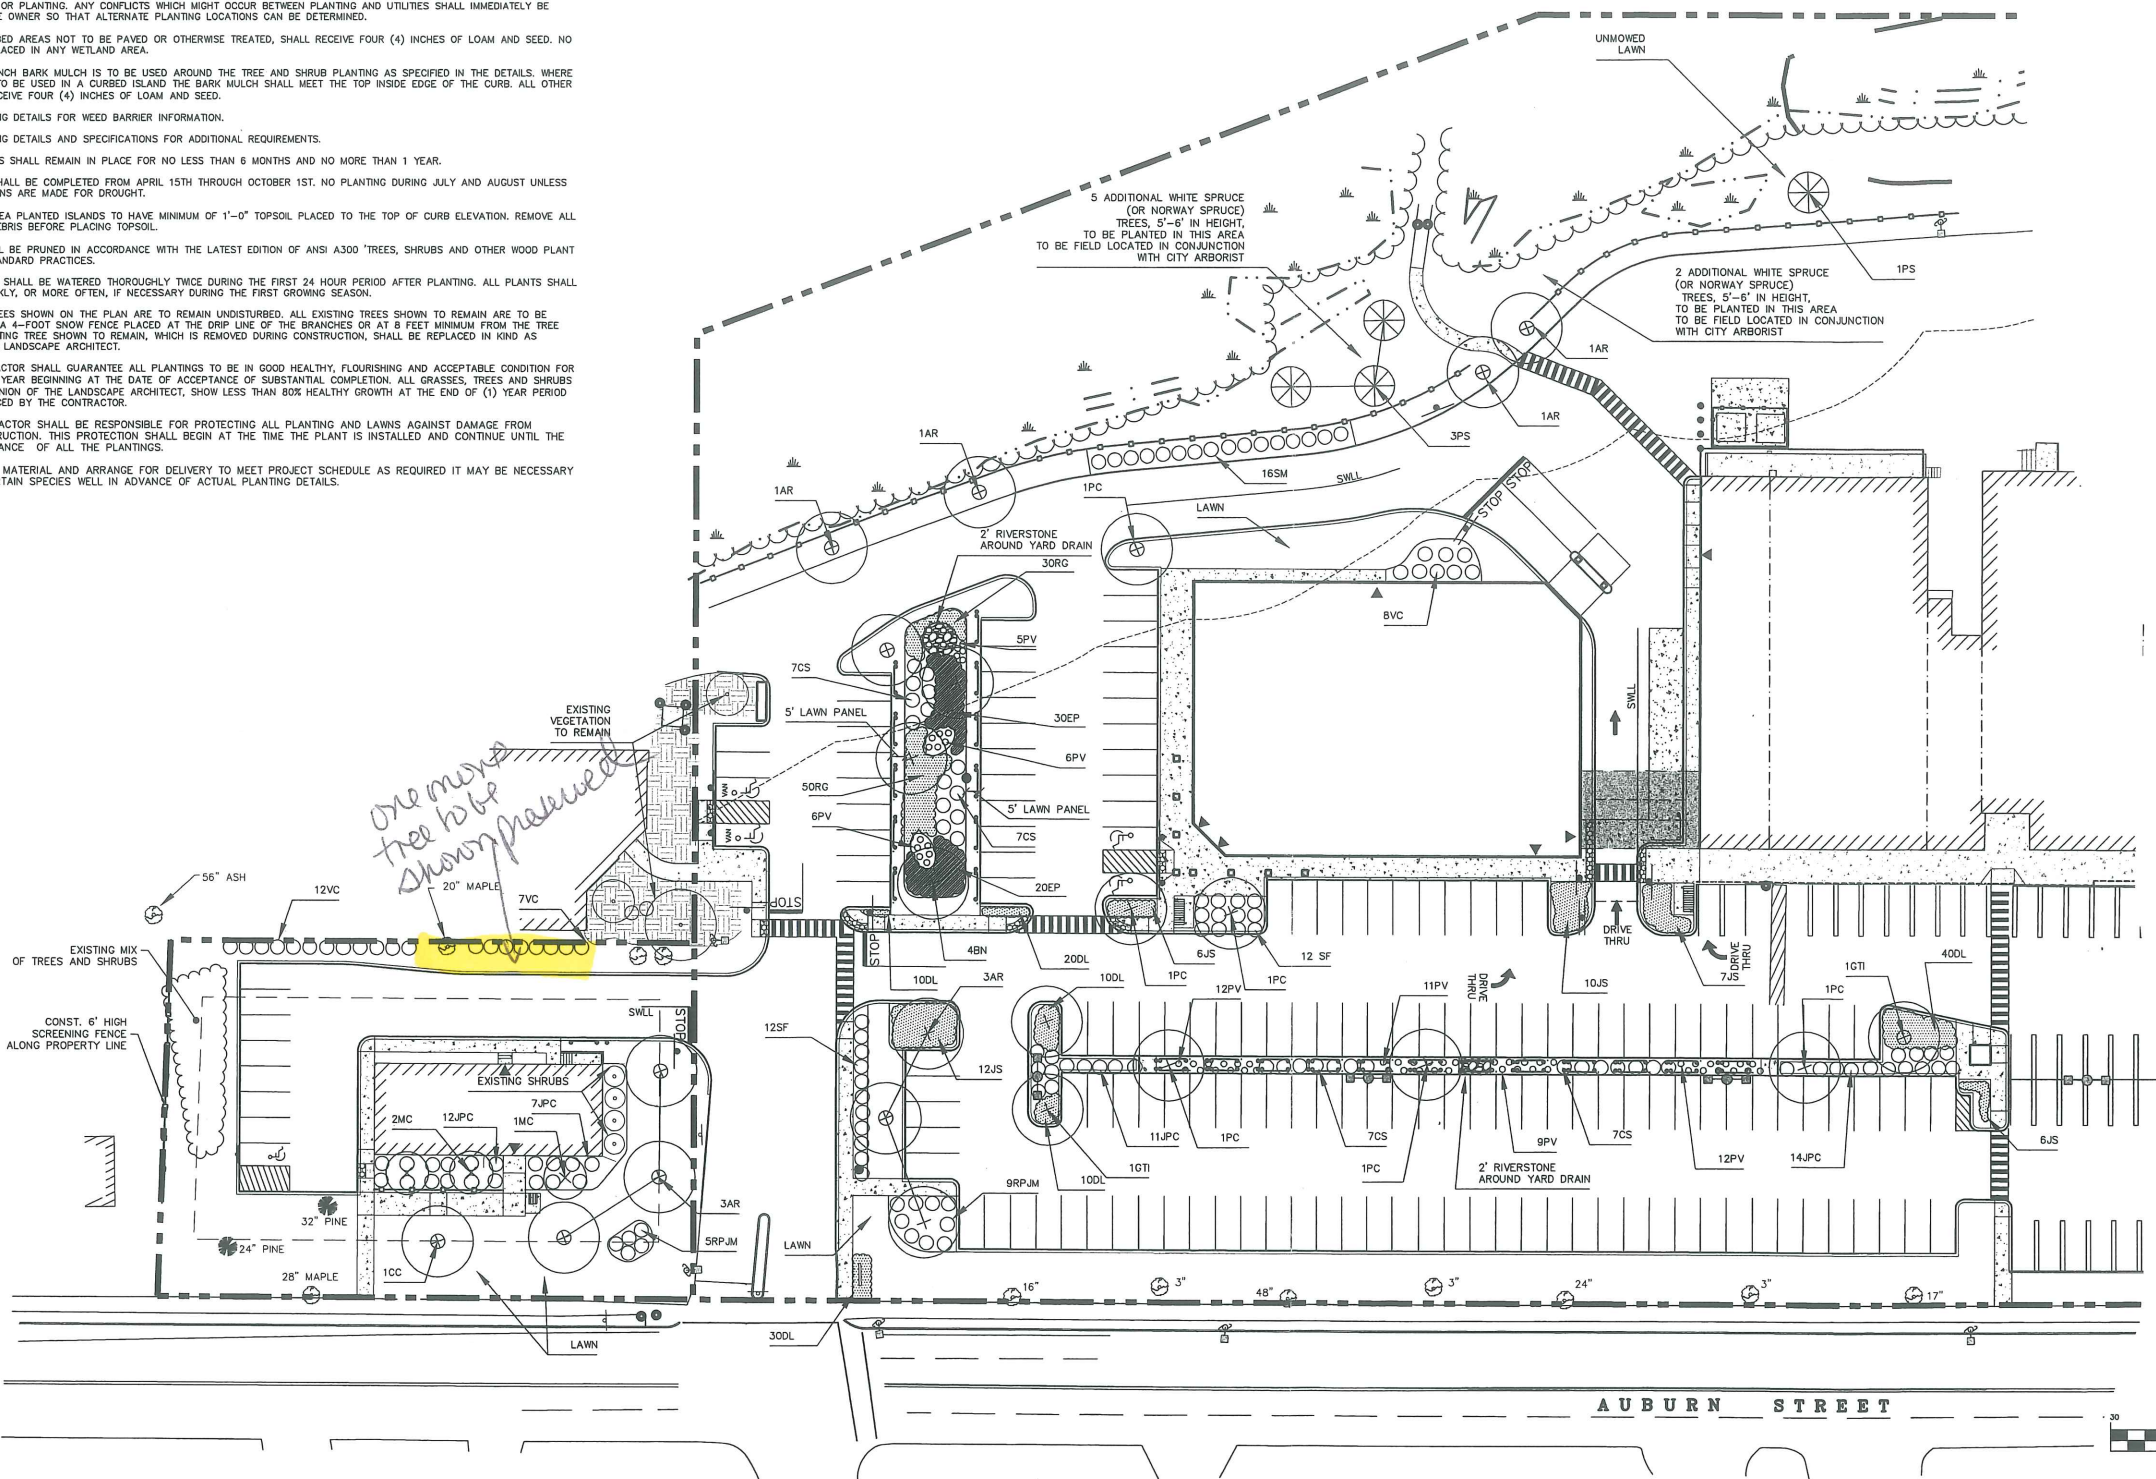 OR PLANTING. ANY CONFLICTS WHICH MIGHT OCCUR BETWEEN PLANTING AND UTILITIES SHALL IMMEDIATELY BE
E OWNER SO THAT ALTERNATE PLANTING LOCATIONS CAN BE DETERMINED.
BED AREAS NOT TO BE PAVED OR OTHERWISE TREATED, SHALL RECEIVE FOUR (4) INCHES OF LOAM AND SEED. NO
ACED IN ANY WETLAND AREA.
NCH BARK MULCH IS TO BE USED AROUND THE TREE AND SHRUB PLANTING AS SPECIFIED IN THE DETAILS. WHERE
TO BE USED IN A CURBED ISLAND THE BARK MULCH SHALL MEET THE TOP INSIDE EDGE OF THE CURB. ALL OTHER
CEIVE FOUR (4) INCHES OF LOAM AND SEED.
NG DETAILS FOR WEED BARRIER INFORMATION.
NG DETAILS AND SPECIFICATIONS FOR ADDITIONAL REQUIREMENTS.
S SHALL REMAIN IN PLACE FOR NO LESS THAN 6 MONTHS AND NO MORE THAN 1 YEAR.
HALL BE COMPLETED FROM APRIL 15TH THROUGH OCTOBER 1ST. NO PLANTING DURING JULY AND AUGUST UNLESS
NS ARE MADE FOR DROUGHT.
EA PLANTED ISLANDS TO HAVE MINIMUM OF 1'-0" TOPSOIL PLACED TO THE TOP OF CURB ELEVATION. REMOVE ALL
EBRIS BEFORE PLACING TOPSOIL.
L BE PRUNED IN ACCORDANCE WITH THE LATEST EDITION OF ANSI A300 'TREES, SHRUBS AND OTHER WOOD PLANT
ANDARD PRACTICES.
SHALL BE WATERED THOROUGHLY TWICE DURING THE FIRST 24 HOUR PERIOD AFTER PLANTING. ALL PLANTS SHALL
KLY, OR MORE OFTEN, IF NECESSARY DURING THE FIRST GROWING SEASON.
EES SHOWN ON THE PLAN ARE TO REMAIN UNDISTURBED. ALL EXISTING TREES SHOWN TO REMAIN ARE TO BE
A 4-FOOT SNOW FENCE PLACED AT THE DRIP LINE OF THE BRANCHES OR AT 8 FEET MINIMUM FROM THE TREE
TING TREE SHOWN TO REMAIN, WHICH IS REMOVED DURING CONSTRUCTION, SHALL BE REPLACED IN KIND AS
LANDSCAPE ARCHITECT.
CTOR SHALL GUARANTEE ALL PLANTINGS TO BE IN GOOD HEALTHY, FLOURISHING AND ACCEPTABLE CONDITION FOR
YEAR BEGINNING AT THE DATE OF ACCEPTANCE OF SUBSTANTIAL COMPLETION. ALL GRASSES, TREES AND SHRUBS
NION OF THE LANDSCAPE ARCHITECT, SHOW LESS THAN 80% HEALTHY GROWTH AT THE END OF (1) YEAR PERIOD
CED BY THE CONTRACTOR.
ACTOR SHALL BE RESPONSIBLE FOR PROTECTING ALL PLANTING AND LAWNS AGAINST DAMAGE FROM
RUCTION. THIS PROTECTION SHALL BEGIN AT THE TIME THE PLANT IS INSTALLED AND CONTINUE UNTIL THE
ANCE OF ALL THE PLANTINGS.
MATERIAL AND ARRANGE FOR DELIVERY TO MEET PROJECT SCHEDULE AS REQUIRED IT MAY BE NECESSARY
TAIN SPECIES WELL IN ADVANCE OF ACTUAL PLANTING DETAILS.
UNMOWED
LAWN
5 ADDITIONAL WHITE SPRUCE
(OR NORWAY SPRUCE)
TREES, 5'-6' IN HEIGHT,
TO BE PLANTED IN THIS AREA
TO BE FIELD LOCATED IN CONJUNCTION
WITH CITY ARBORIST
1PS
2 ADDITIONAL WHITE SPRUCE
(OR NORWAY SPRUCE)
TREES, 5'-6' IN HEIGHT,
TO BE PLANTED IN THIS AREA
TO BE FIELD LOCATED IN CONJUNCTION
WITH CITY ARBORIST
1AR
1AR
3PS
1AR
16SM
SWLL
1AR
1PC
LAWN
STOP STOP
2' RIVERSTONE
AROUND YARD DRAIN
30RG
8VC
5PV
7CS
SWLL
EXISTING
VEGETATION
TO REMAIN
5' LAWN PANEL
30EP
6PV
VAN
50RG
5' LAWN PANEL
6PV
VAN
7CS
one more
tree to be
shown preserved
56" ASH
12VC
20" MAPLE
7VC
20EP
STOP
EXISTING MIX
OF TREES AND SHRUBS
STOP
4BN
20DL
6JS
12 SF
DRIVE
THRU
DRIVE
THRU
10DL
3AR
10DL
1PC
1PC
12PV
11PV
DRIVE
THRU
10JS
7JS
1PC
1GTI
40DL
CONST. 6' HIGH
SCREENING FENCE
ALONG PROPERTY LINE
SWLL
STOP
12SF
12JS
EXISTING SHRUBS
2MC
12JPC
1MC
7JPC
11JPC
1PC
7CS
1PC
9PV
7CS
12PV
14JPC
6JS
1GTI
10DL
2' RIVERSTONE
AROUND YARD DRAIN
9RPJM
32" PINE
24" PINE
3AR
5RPJM
LAWN
28" MAPLE
1CC
16"
3"
48"
3"
24"
3"
17"
LAWN
30DL
AUBURN STREET
30